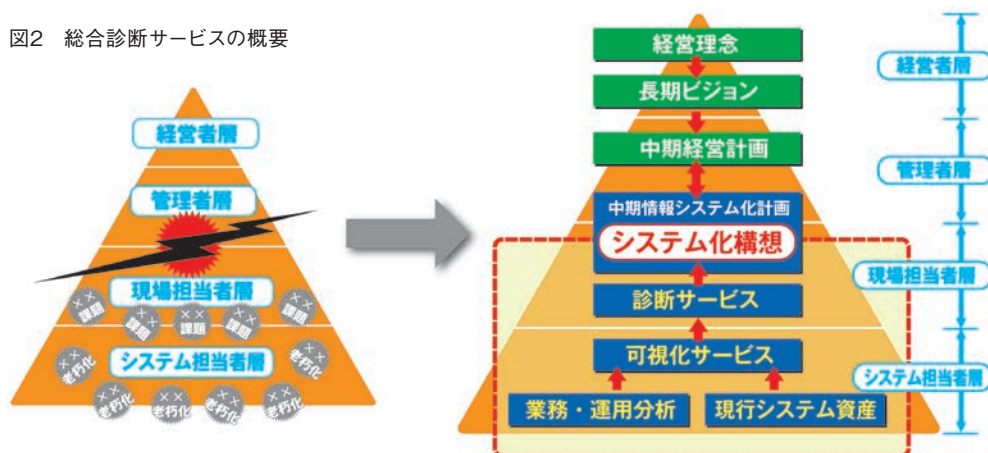 図2 総合診断サービスの概要
経営者層
管理者層
現場担当者層
××課題
××課題
××課題
××課題
××課題
システム担当者層
××老朽化
××老朽化
××老朽化
××老朽化
××老朽化
××老朽化
経営理念
長期ビジョン
中期経営計画
中期情報システム化計画
システム化構想
診断サービス
可視化サービス
業務・運用分析
現行システム資産
経営者層
管理者層
現場担当者層
システム担当者層